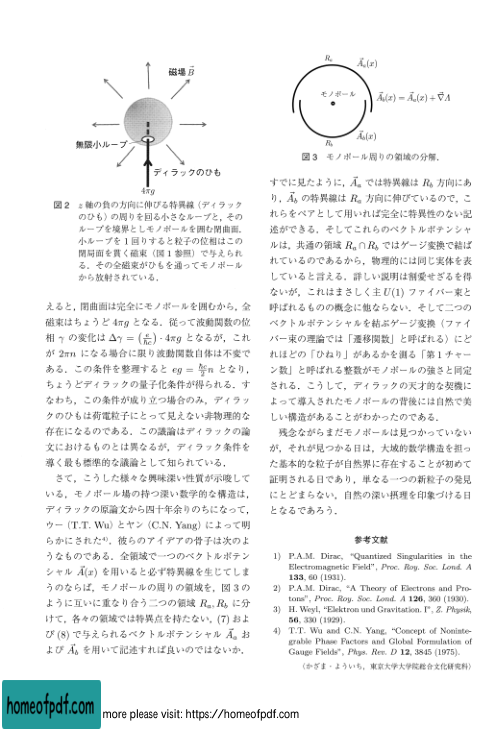 磁場 $\vec{B}$
無限小ループ
ディラックのひも
4πg
図 2 z 軸の負の方向に伸びる特異線（ディラック
のひも）の周りを回る小さなループと，その
ループを境界としモノポールを囲む閉曲面．
小ループを 1 回りすると粒子の位相はこの
閉局面を貫く磁束（図 1 参照）で与えられ
る．その全磁束がひもを通ってモノポール
から放射されている．
えると，閉曲面は完全にモノポールを囲むから，全
磁束はちょうど 4πg となる．従って波動関数の位
相 γ の変化は Δγ = (e/ħc)·4πg となるが，これ
が 2πn になる場合に限り波動関数自体は不変で
ある．この条件を整理すると eg = ħc/2 n となり，
ちょうどディラックの量子化条件が得られる．す
なわち，この条件が成り立つ場合のみ，ディラッ
クのひもは荷電粒子にとって見えない非物理的な
存在になるのである．この議論はディラックの論
文におけるものとは異なるが，ディラック条件を
導く最も標準的な議論として知られている．
さて，こうした様々な興味深い性質が示唆して
いる，モノポール場の持つ深い数学的な構造は，
ディラックの原論文から四十年余りのちになって，
ウー（T.T. Wu）とヤン（C.N. Yang）によって明
らかにされた4)．彼らのアイデアの骨子は次のよ
うなものである．全領域で一つのベクトルポテン
シャル $\vec{A}$(x) を用いると必ず特異線を生じてしま
うのならば，モノポールの周りの領域を，図 3 の
ように互いに重なり合う二つの領域 Ra, Rb に分
けて，各々の領域では特異点を持たない，(7) およ
び (8) で与えられるベクトルポテンシャル $\vec{A}$a お
よび $\vec{A}$b を用いて記述すれば良いのではないか．
Ra
$\vec{A}$a(x)
モノポール
$\vec{A}$b(x) = $\vec{A}$a(x) + $\vec{∇}$Λ
$\vec{A}$b(x)
Rb
図 3 モノポール周りの領域の分解．
すでに見たように，$\vec{A}$a では特異線は Rb 方向にあ
り，$\vec{A}$b の特異線は Ra 方向に伸びているので，こ
れらをペアとして用いれば完全に特異性のない記
述ができる．そしてこれらのベクトルポテンシャ
ルは，共通の領域 Ra∩Rb ではゲージ変換で結ば
れているのであるから，物理的には同じ実体を表
していると言える．詳しい説明は割愛せざるを得
ないが，これはまさしく主 U(1) ファイバー束と
呼ばれるものの概念に他ならない．そして二つの
ベクトルポテンシャルを結ぶゲージ変換（ファイ
バー束の理論では「遷移関数」と呼ばれる）にど
れほどの「ひねり」があるかを測る「第 1 チャー
ン数」と呼ばれる整数がモノポールの強さと同定
される．こうして，ディラックの天才的な契機に
よって導入されたモノポールの背後には自然で美
しい構造があることがわかったのである．
残念ながらまだモノポールは見つかっていない
が，それが見つかる日は，大域的数学構造を担っ
た基本的な粒子が自然界に存在することが初めて
証明される日であり，単なる一つの新粒子の発見
にとどまらない，自然の深い摂理を印象づける日
となるであろう．
参考文献
1) P.A.M. Dirac, "Quantized Singularities in the
Electromagnetic Field", Proc. Roy. Soc. Lond. A
133, 60 (1931).
2) P.A.M. Dirac, "A Theory of Electrons and Pro-
tons", Proc. Roy. Soc. Lond. A 126, 360 (1930).
3) H. Weyl, "Elektron und Gravitation. I", Z. Physik,
56, 330 (1929).
4) T.T. Wu and C.N. Yang, "Concept of Noninte-
grable Phase Factors and Global Formulation of
Gauge Fields", Phys. Rev. D 12, 3845 (1975).
（かざま・よういち，東京大学大学院総合文化研究科）
homeofpdf.com
more please visit: https://homeofpdf.com